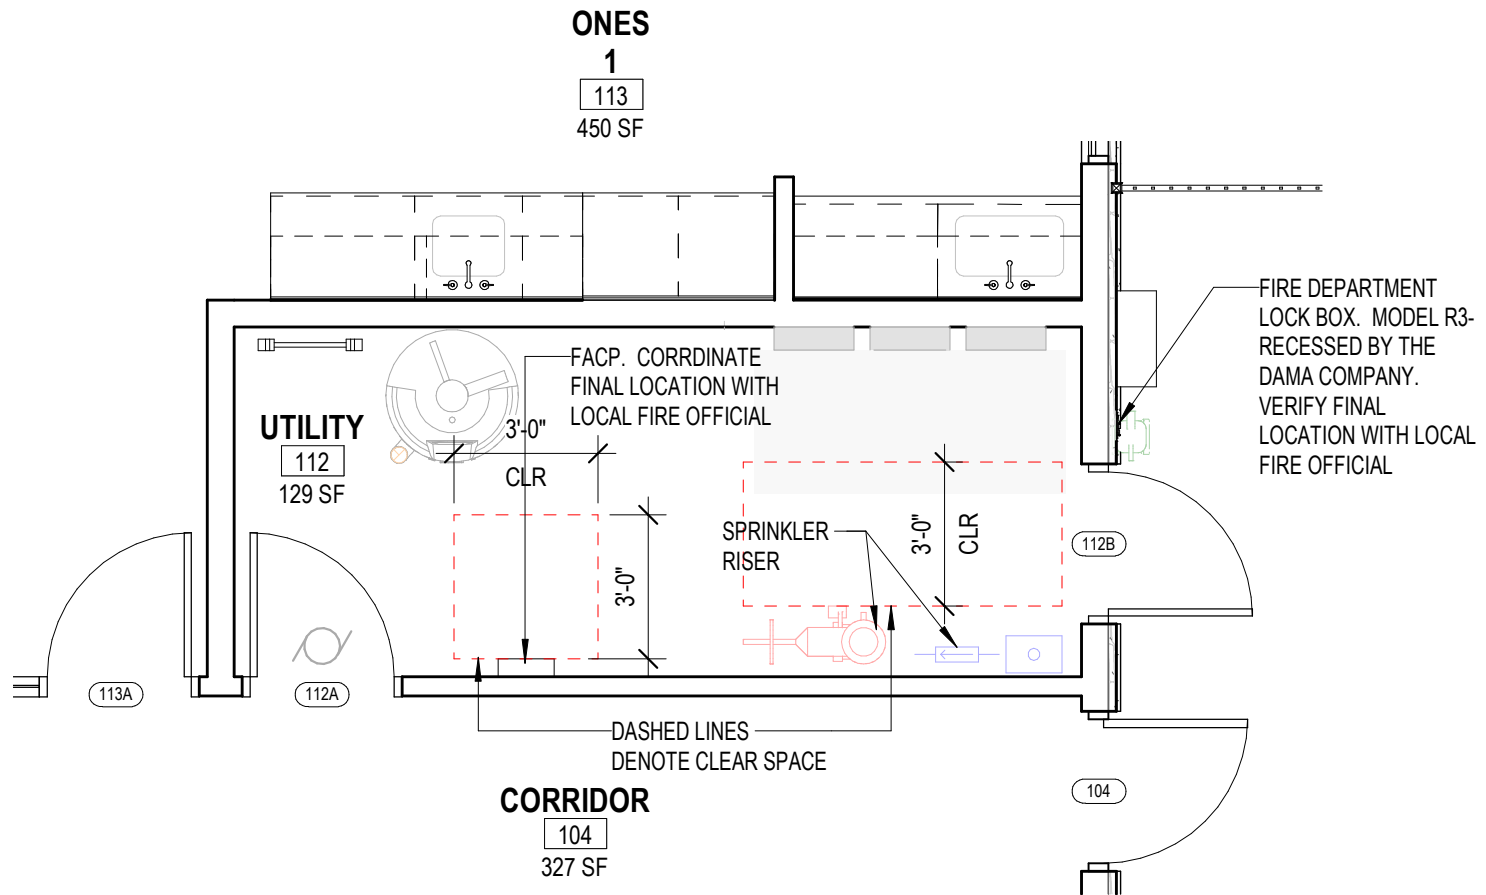 ONES
1
113
450 SF
FIRE DEPARTMENT
LOCK BOX.  MODEL R3-
RECESSED BY THE
DAMA COMPANY.
VERIFY FINAL
LOCATION WITH LOCAL
FIRE OFFICIAL
FACP.  CORRDINATE
FINAL LOCATION WITH
LOCAL FIRE OFFICIAL
UTILITY
112
129 SF
3'-0"
CLR
3'-0"
SPRINKLER
RISER
3'-0"
CLR
112B
113A
112A
DASHED LINES
DENOTE CLEAR SPACE
CORRIDOR
104
327 SF
104